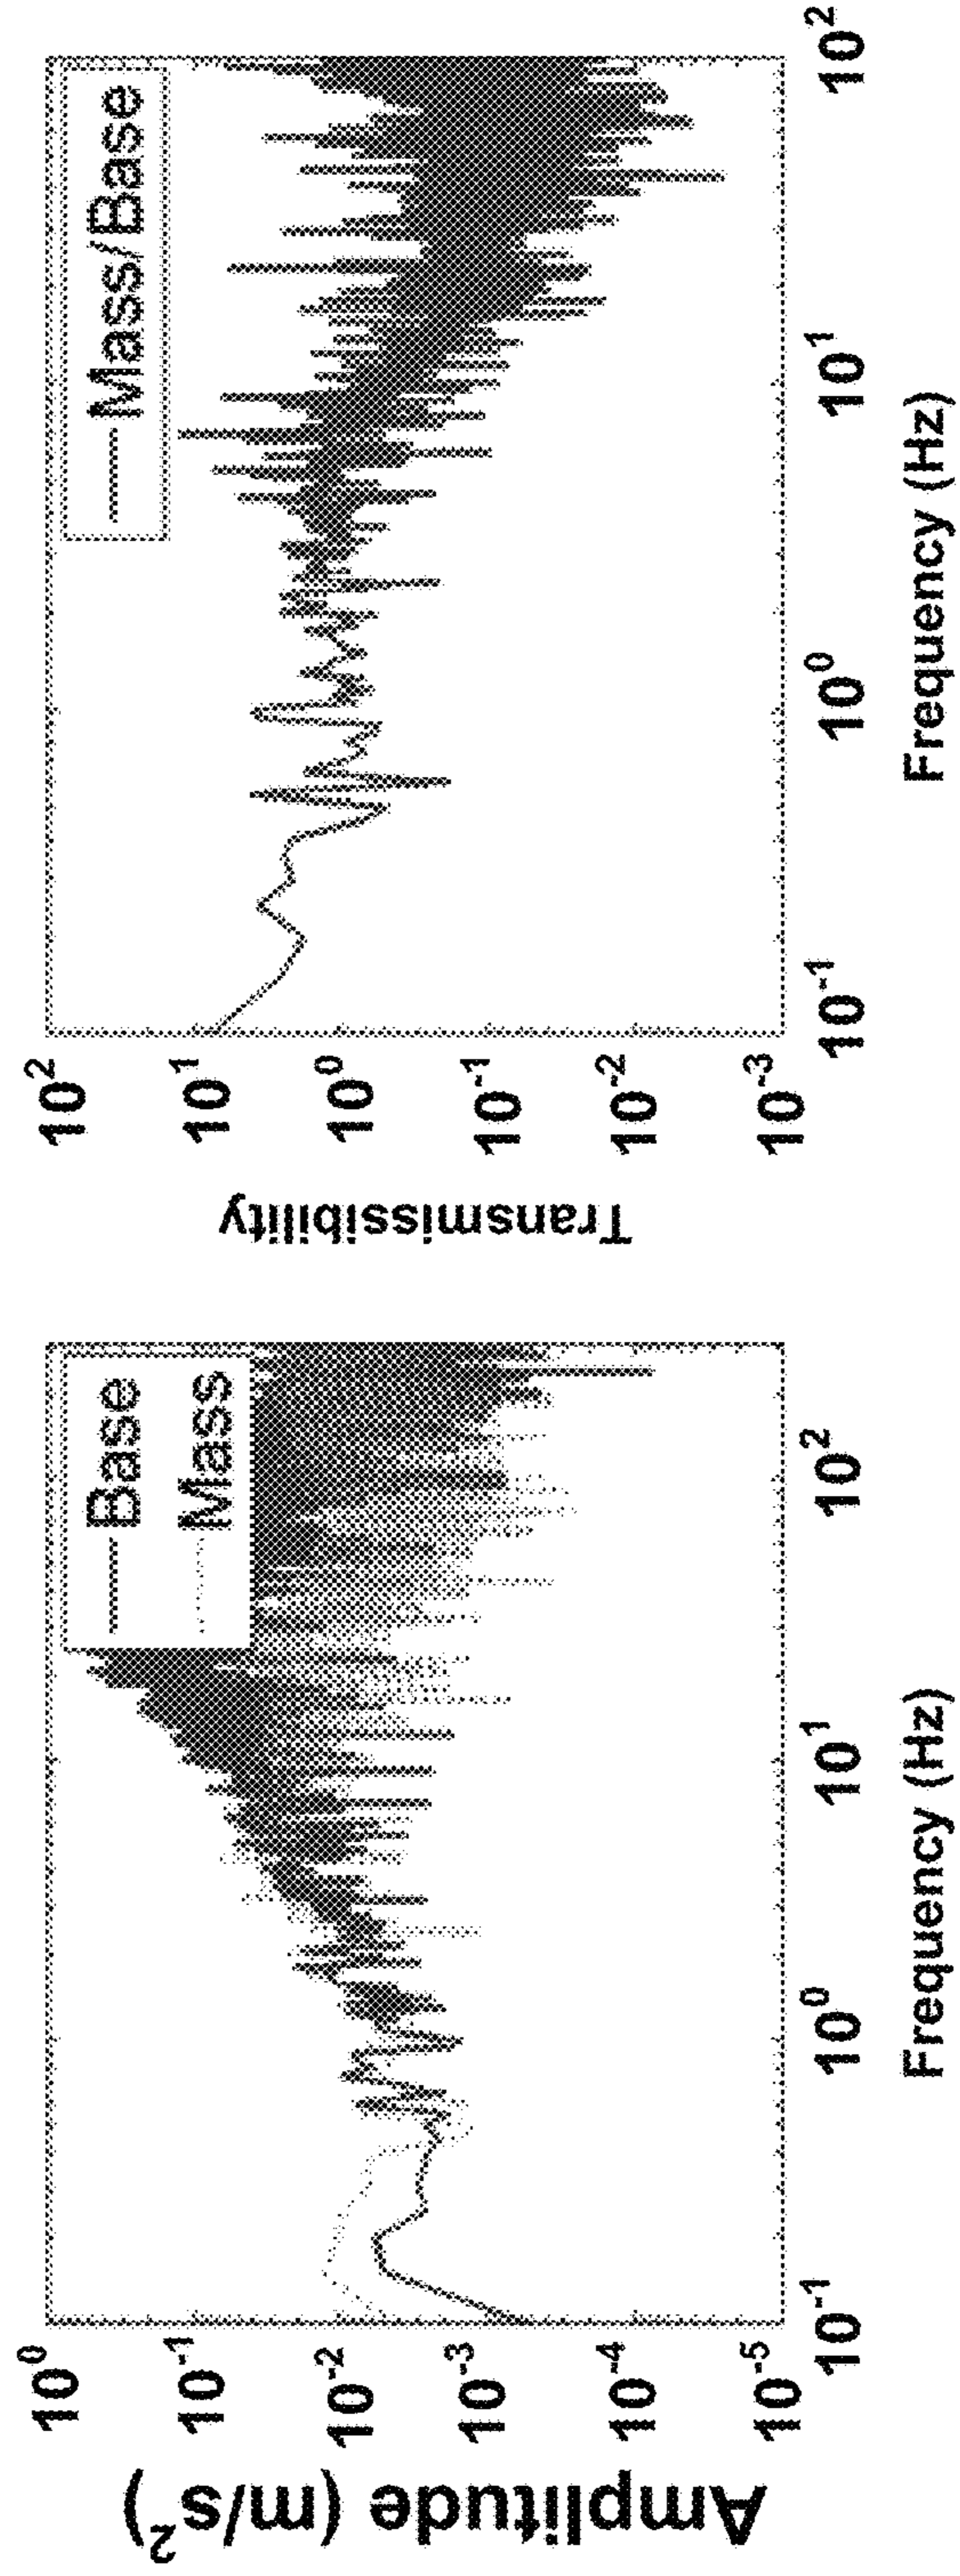 Amplitude (m/s²)
10⁰
10⁻¹
10⁻²
10⁻³
10⁻⁴
10⁻⁵
Base
Mass
10⁻¹
10⁰
10¹
10²
Frequency (Hz)
Transmissibility
10²
10¹
10⁰
10⁻¹
10⁻²
10⁻³
Mass/Base
10⁻¹
10⁰
10¹
10²
Frequency (Hz)